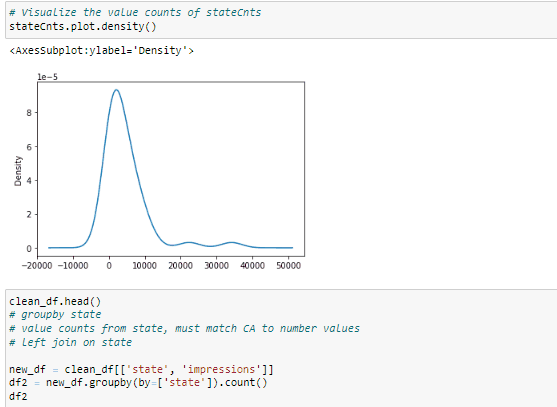 # Visualize the value counts of stateCnts
stateCnts.plot.density()
<AxesSubplot:ylabel='Density'>
1e-5
8
6
4
2
0
Density
-20000 -10000 0 10000 20000 30000 40000 50000
clean_df.head()
# groupby state
# value counts from state, must match CA to number values
# left join on state
new_df = clean_df[['state', 'impressions']]
df2 = new_df.groupby(by=['state']).count()
df2